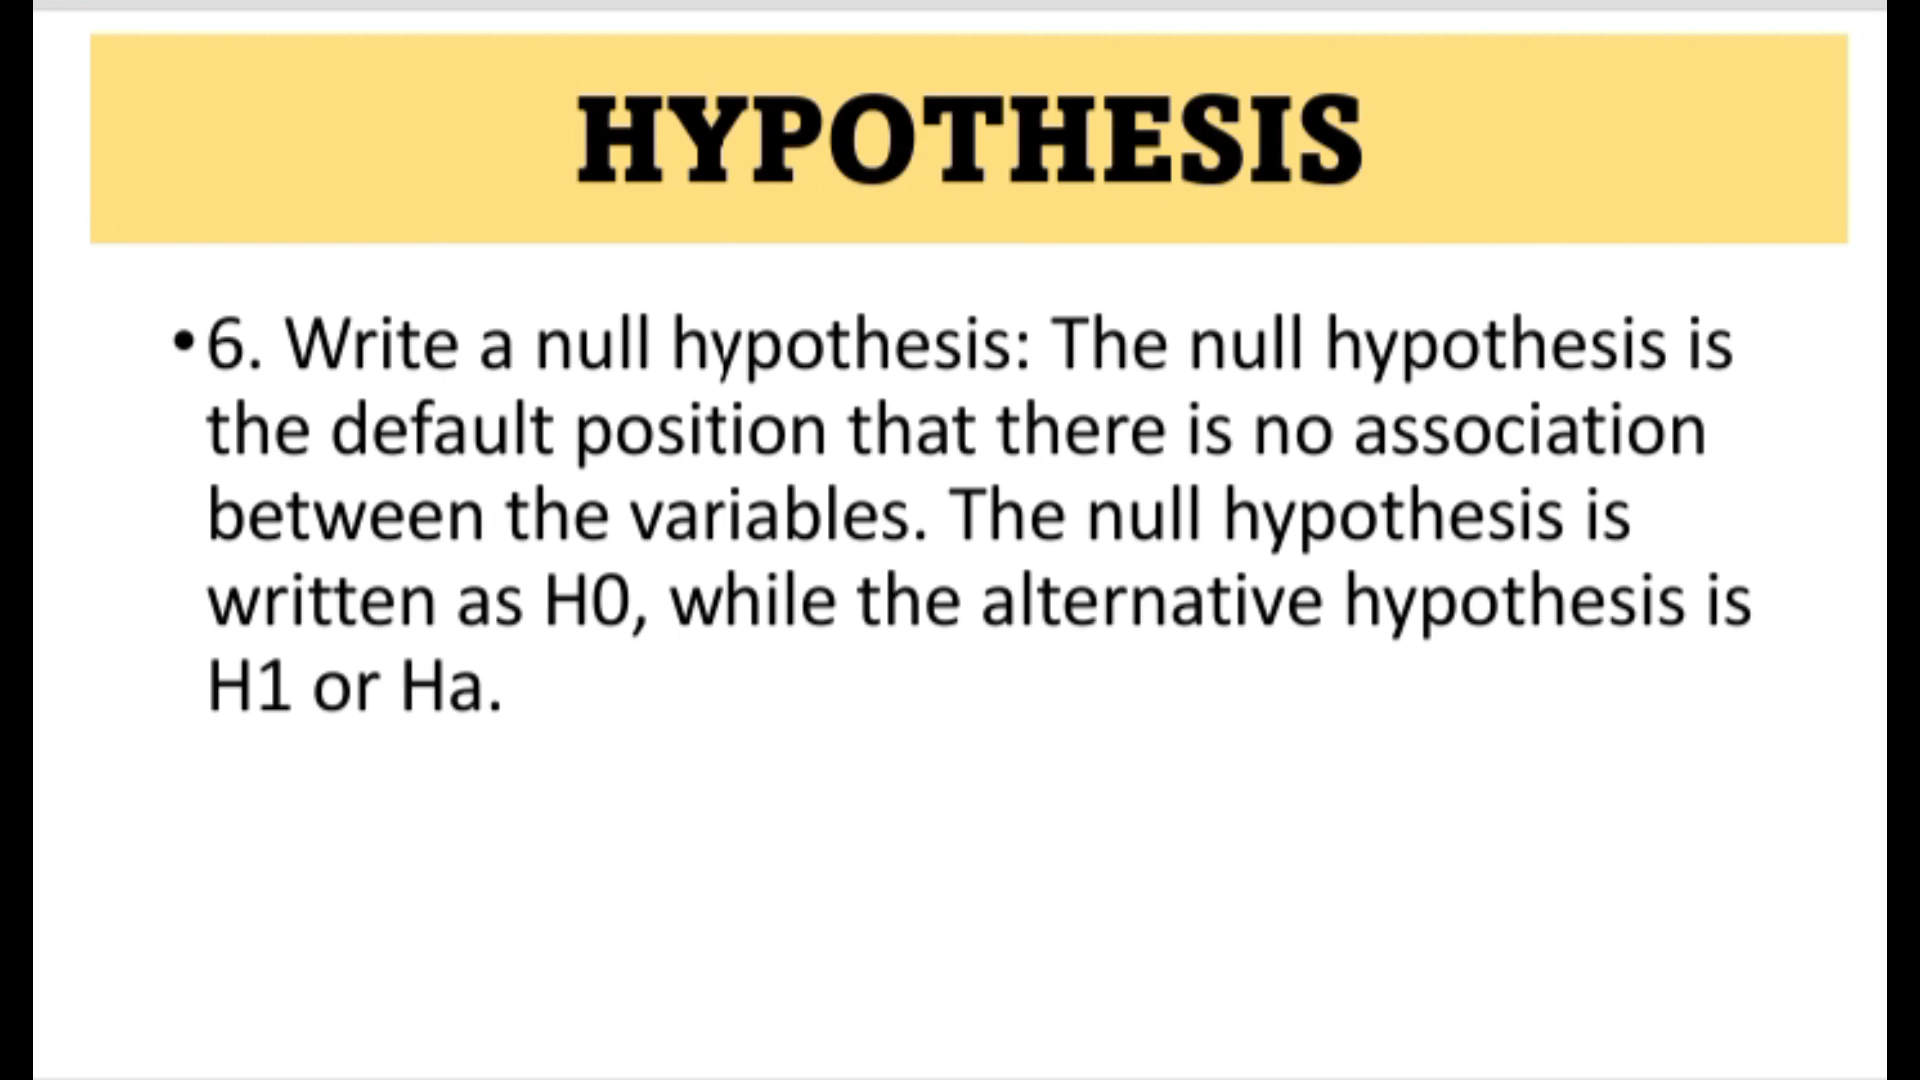 HYPOTHESIS
•6. Write a null hypothesis: The null hypothesis is
the default position that there is no association
between the variables. The null hypothesis is
written as H0, while the alternative hypothesis is
H1 or Ha.